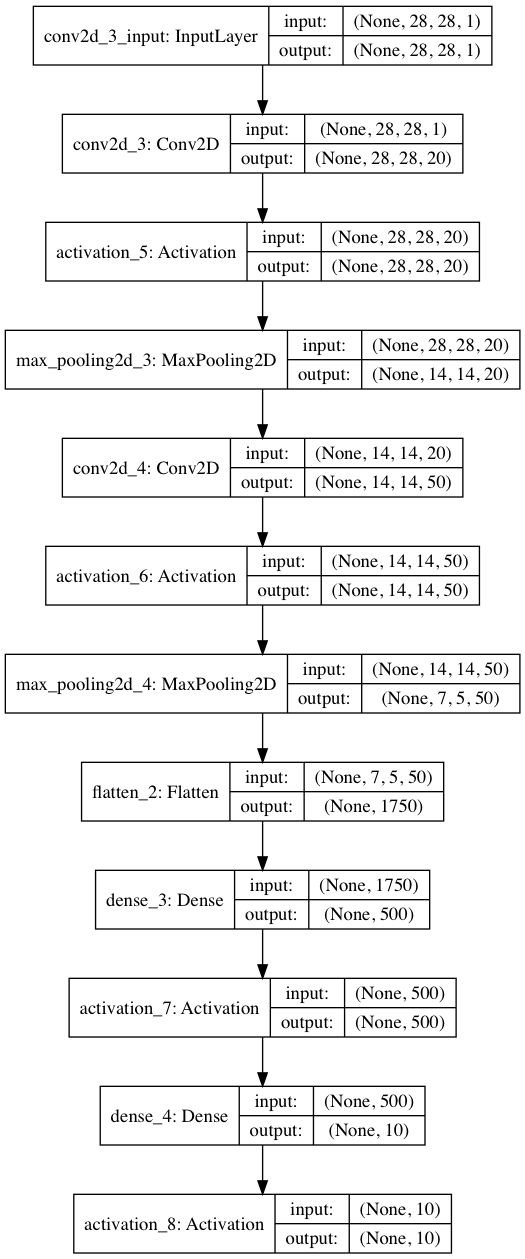 conv2d_3_input: InputLayer
input: (None, 28, 28, 1)
output: (None, 28, 28, 1)
conv2d_3: Conv2D
input: (None, 28, 28, 1)
output: (None, 28, 28, 20)
activation_5: Activation
input: (None, 28, 28, 20)
output: (None, 28, 28, 20)
max_pooling2d_3: MaxPooling2D
input: (None, 28, 28, 20)
output: (None, 14, 14, 20)
conv2d_4: Conv2D
input: (None, 14, 14, 20)
output: (None, 14, 14, 50)
activation_6: Activation
input: (None, 14, 14, 50)
output: (None, 14, 14, 50)
max_pooling2d_4: MaxPooling2D
input: (None, 14, 14, 50)
output: (None, 7, 5, 50)
flatten_2: Flatten
input: (None, 7, 5, 50)
output: (None, 1750)
dense_3: Dense
input: (None, 1750)
output: (None, 500)
activation_7: Activation
input: (None, 500)
output: (None, 500)
dense_4: Dense
input: (None, 500)
output: (None, 10)
activation_8: Activation
input: (None, 10)
output: (None, 10)